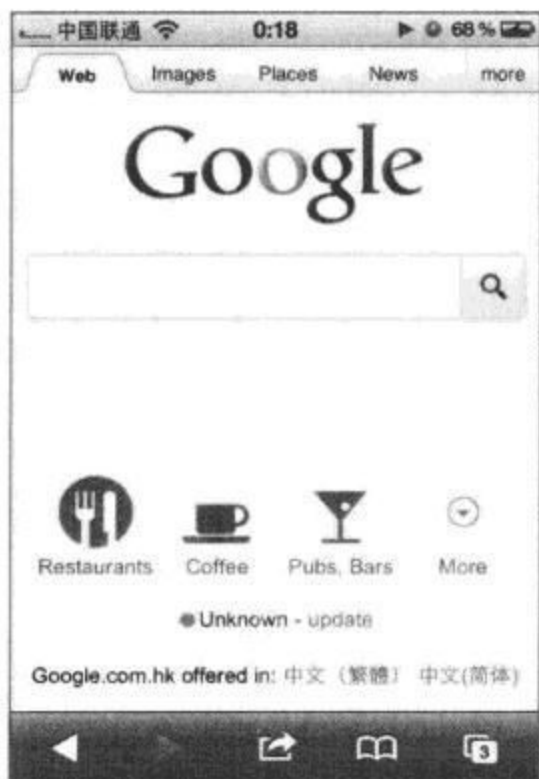 中国联通 0:18 68%
Web Images Places News more
Google
Restaurants Coffee Pubs, Bars More
Unknown - update
Google.com.hk offered in: 中文（繁體） 中文(简体)
3